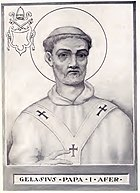 GELASIVS · PAPA · I · AFER ·